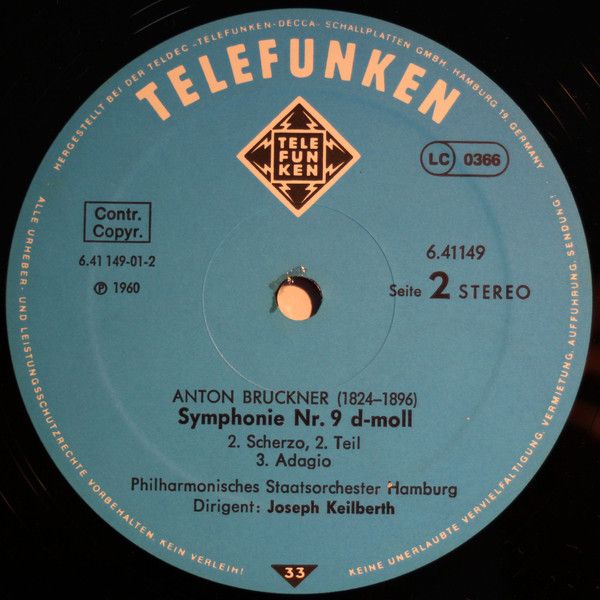 HERGESTELLT BEI DER TELDEC »TELEFUNKEN-DECCA« SCHALLPLATTEN GMBH., HAMBURG 19, GERMANY
TELEFUNKEN
TELE
FUN
KEN
LC 0366
Contr.
Copyr.
6.41 149-01-2
Ⓟ 1960
6.41149
Seite 2 STEREO
ANTON BRUCKNER (1824–1896)
Symphonie Nr. 9 d-moll
2. Scherzo, 2. Teil
3. Adagio
Philharmonisches Staatsorchester Hamburg
Dirigent: Joseph Keilberth
ALLE URHEBER- UND LEISTUNGSSCHUTZRECHTE VORBEHALTEN. KEIN VERLEIH!
KEINE UNERLAUBTE VERVIELFÄLTIGUNG, VERMIETUNG, AUFFÜHRUNG, SENDUNG!
33